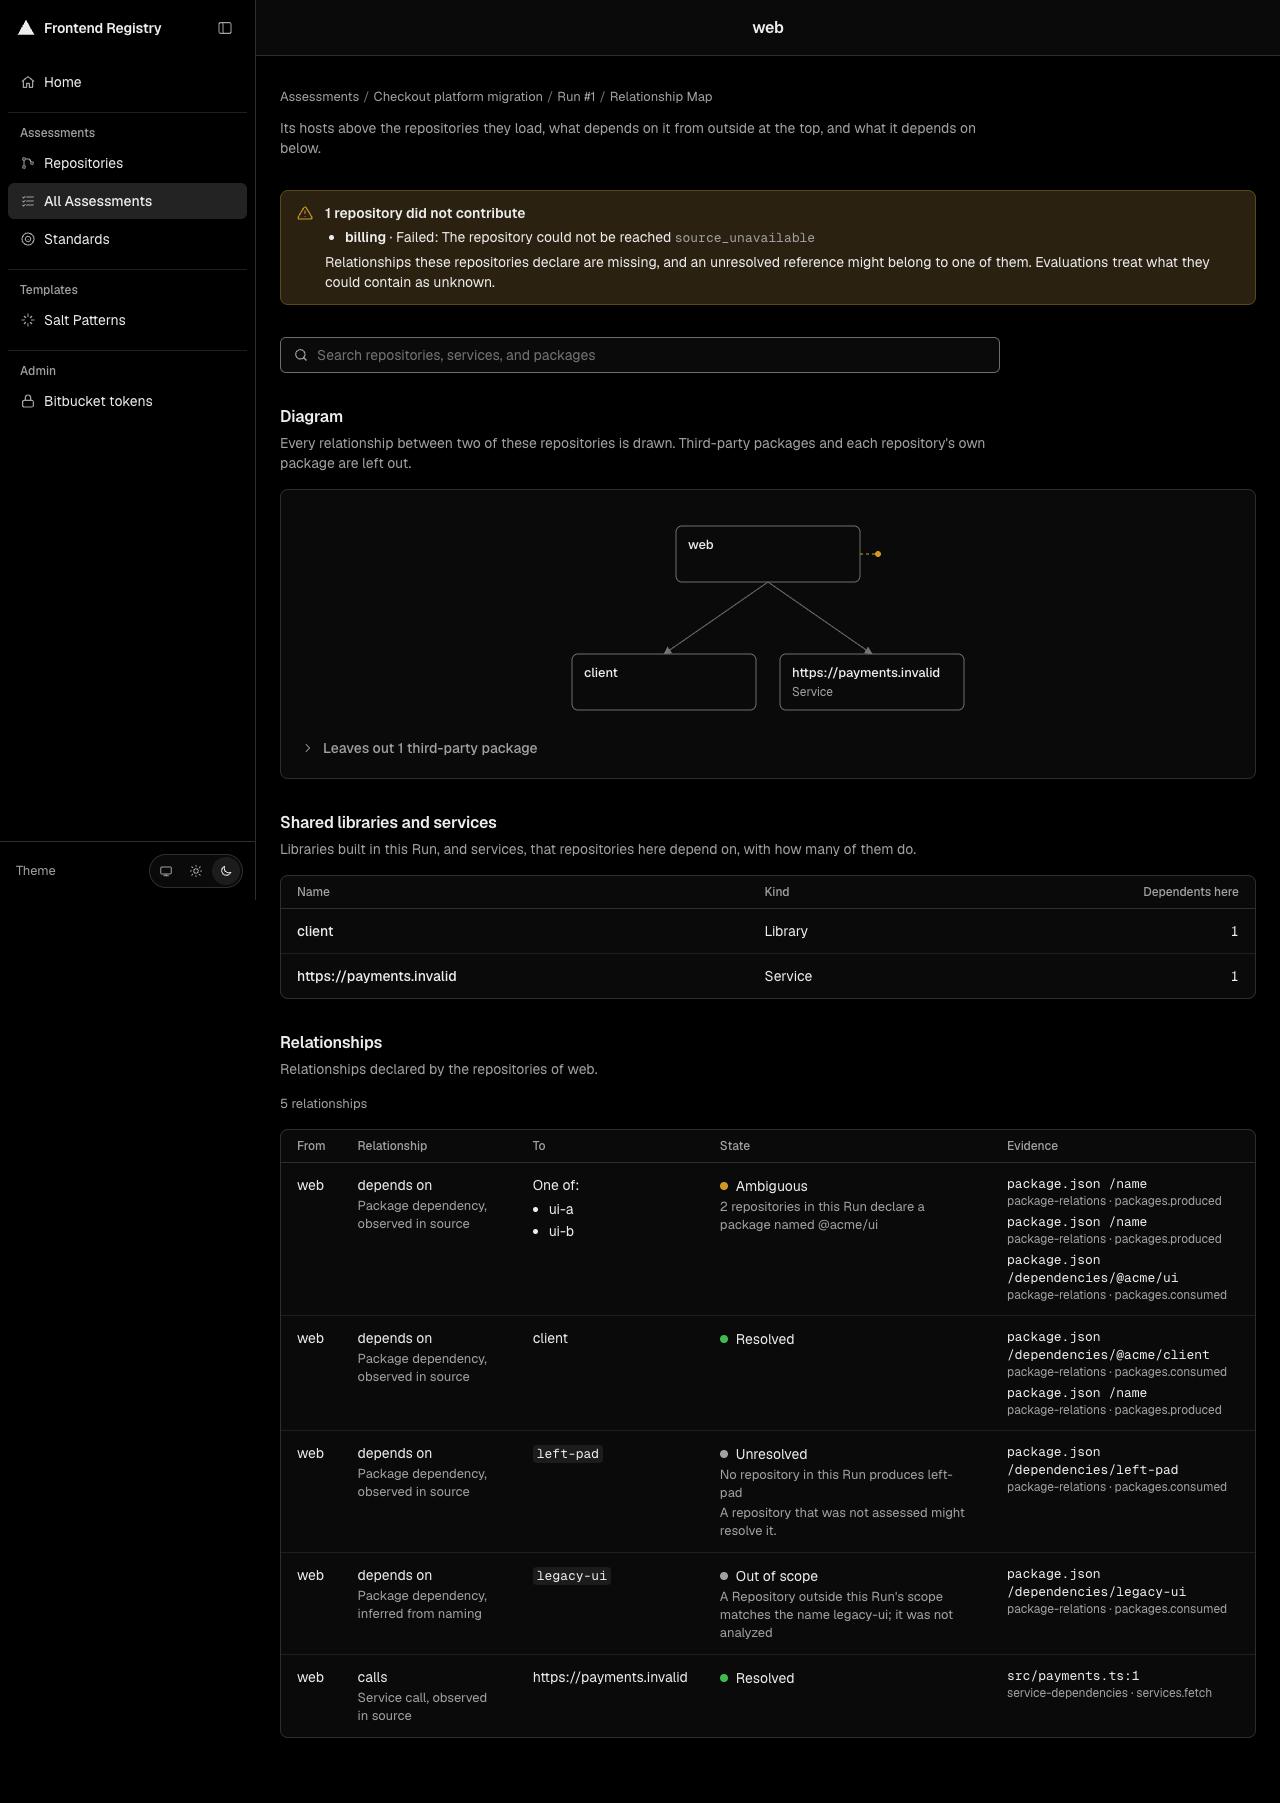 Frontend Registry
web
Home
Assessments
Repositories
All Assessments
Standards
Templates
Salt Patterns
Admin
Bitbucket tokens
Theme
Assessments / Checkout platform migration / Run #1 / Relationship Map
Its hosts above the repositories they load, what depends on it from outside at the top, and what it depends on
below.
1 repository did not contribute
• billing · Failed: The repository could not be reached source_unavailable
Relationships these repositories declare are missing, and an unresolved reference might belong to one of them. Evaluations treat what they
could contain as unknown.
Search repositories, services, and packages
Diagram
Every relationship between two of these repositories is drawn. Third-party packages and each repository's own
package are left out.
web
client
https://payments.invalid
Service
Leaves out 1 third-party package
Shared libraries and services
Libraries built in this Run, and services, that repositories here depend on, with how many of them do.
Name Kind Dependents here
client Library 1
https://payments.invalid Service 1
Relationships
Relationships declared by the repositories of web.
5 relationships
From Relationship To State Evidence
web
depends on
Package dependency,
observed in source
One of:
• ui-a
• ui-b
Ambiguous
2 repositories in this Run declare a
package named @acme/ui
package.json /name
package-relations · packages.produced
package.json /name
package-relations · packages.produced
package.json
/dependencies/@acme/ui
package-relations · packages.consumed
web
depends on
Package dependency,
observed in source
client
Resolved
package.json
/dependencies/@acme/client
package-relations · packages.consumed
package.json /name
package-relations · packages.produced
web
depends on
Package dependency,
observed in source
left-pad
Unresolved
No repository in this Run produces left-
pad
A repository that was not assessed might
resolve it.
package.json
/dependencies/left-pad
package-relations · packages.consumed
web
depends on
Package dependency,
inferred from naming
legacy-ui
Out of scope
A Repository outside this Run's scope
matches the name legacy-ui; it was not
analyzed
package.json
/dependencies/legacy-ui
package-relations · packages.consumed
web
calls
Service call, observed
in source
https://payments.invalid
Resolved
src/payments.ts:1
service-dependencies · services.fetch